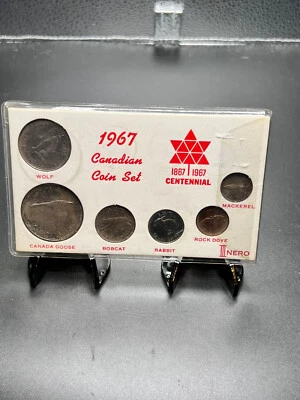 1967
Canadian
Coin Set
1867 1967
CENTENNIAL
WOLF
MACKEREL
CANADA GOOSE
BOBCAT
RABBIT
ROCK DOVE
NERO